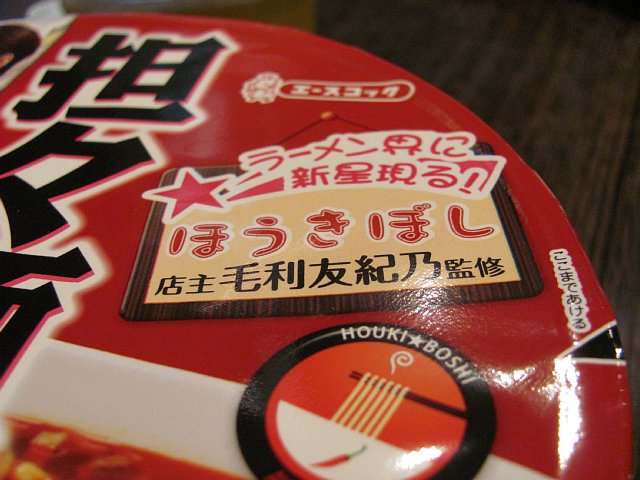 担々
エースコック
ラーメン界に
新星現る!!
ほうきぼし
店主 毛利友紀乃 監修
ここまであける
HOUKI★BOSHI